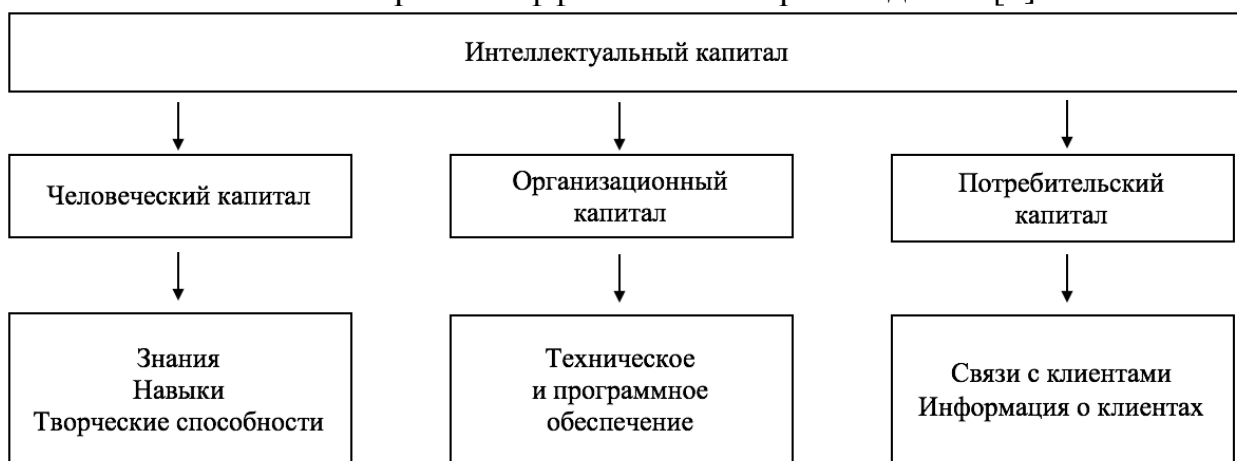 Интеллектуальный капитал
Человеческий капитал
Организационный
капитал
Потребительский
капитал
Знания
Навыки
Творческие способности
Техническое
и программное
обеспечение
Связи с клиентами
Информация о клиентах